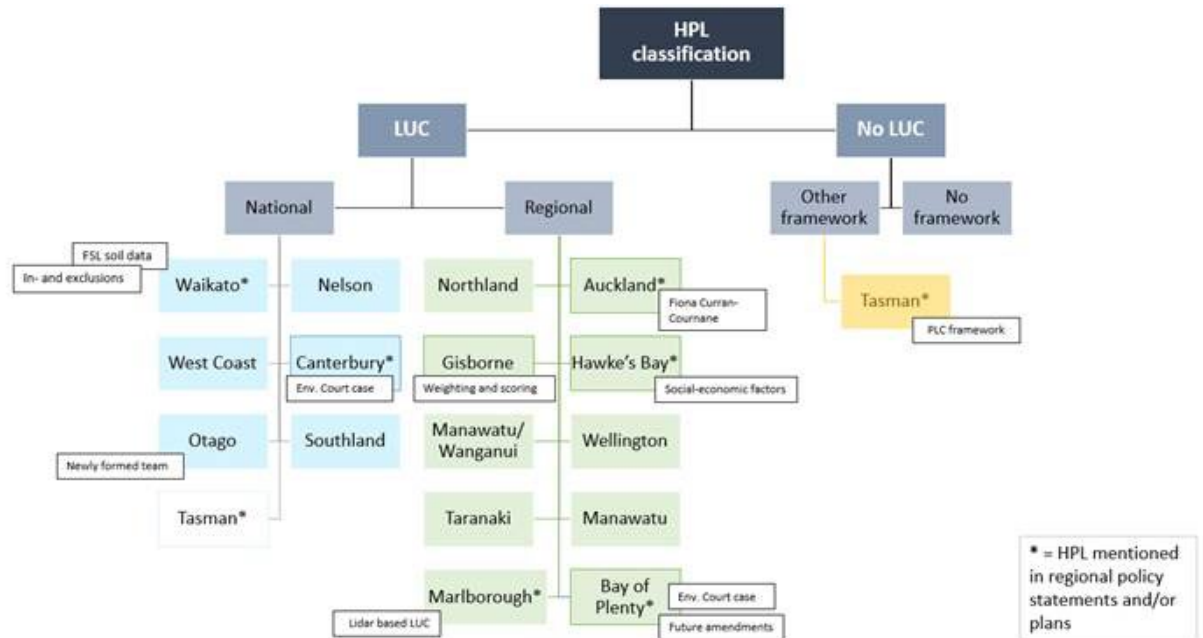 HPL
classification
LUC
No LUC
National
Regional
Other
framework
No
framework
FSL soil data
In- and exclusions
Waikato*
Nelson
Northland
Auckland*
Fiona Curran-
Cournane
Tasman*
PLC framework
West Coast
Canterbury*
Env. Court case
Gisborne
Weighting and scoring
Hawke's Bay*
Social-economic factors
Otago
Newly formed team
Southland
Manawatu/
Wanganui
Wellington
Tasman*
Taranaki
Manawatu
Marlborough*
Lidar based LUC
Bay of
Plenty*
Env. Court case
Future amendments
* = HPL mentioned
in regional policy
statements and/or
plans